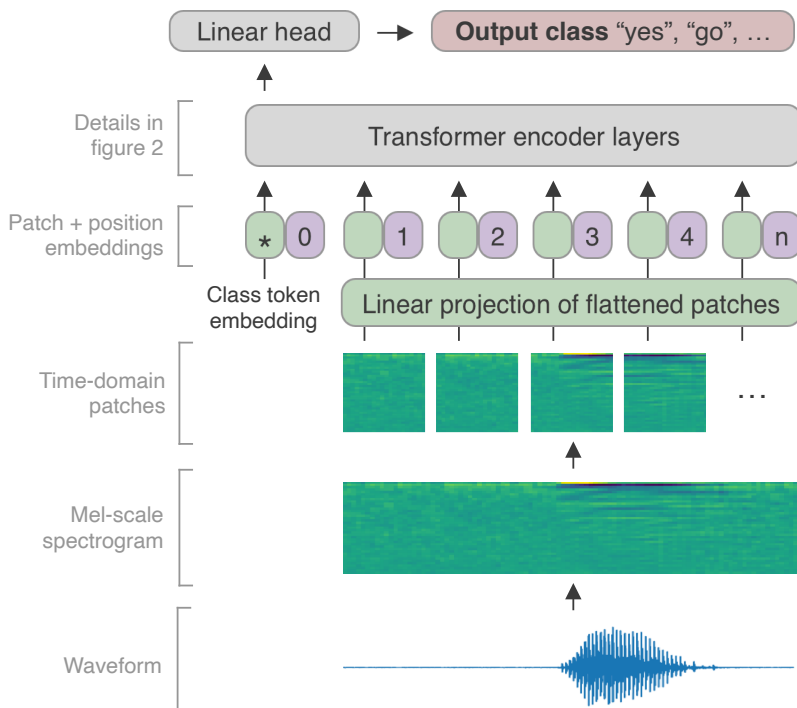 Linear head
Output class “yes”, “go”, …
Details in
figure 2
Transformer encoder layers
Patch + position
embeddings
* 0 1 2 3 4 n
Class token
embedding
Linear projection of flattened patches
Time-domain
patches
...
Mel-scale
spectrogram
Waveform